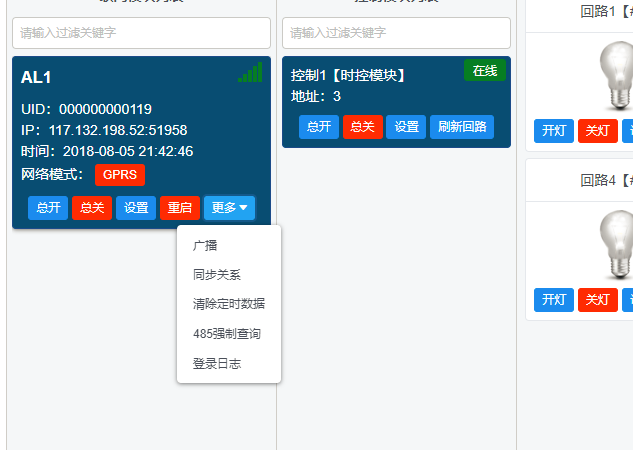 请输入过滤关键字
AL1
UID：000000000119
IP：117.132.198.52:51958
时间：2018-08-05 21:42:46
网络模式： GPRS
总开 总关 设置 重启 更多
广播
同步关系
清除定时数据
485强制查询
登录日志
请输入过滤关键字
在线
控制1【时控模块】
地址：3
总开 总关 设置 刷新回路
回路1【#
开灯 关灯
回路4【#
开灯 关灯